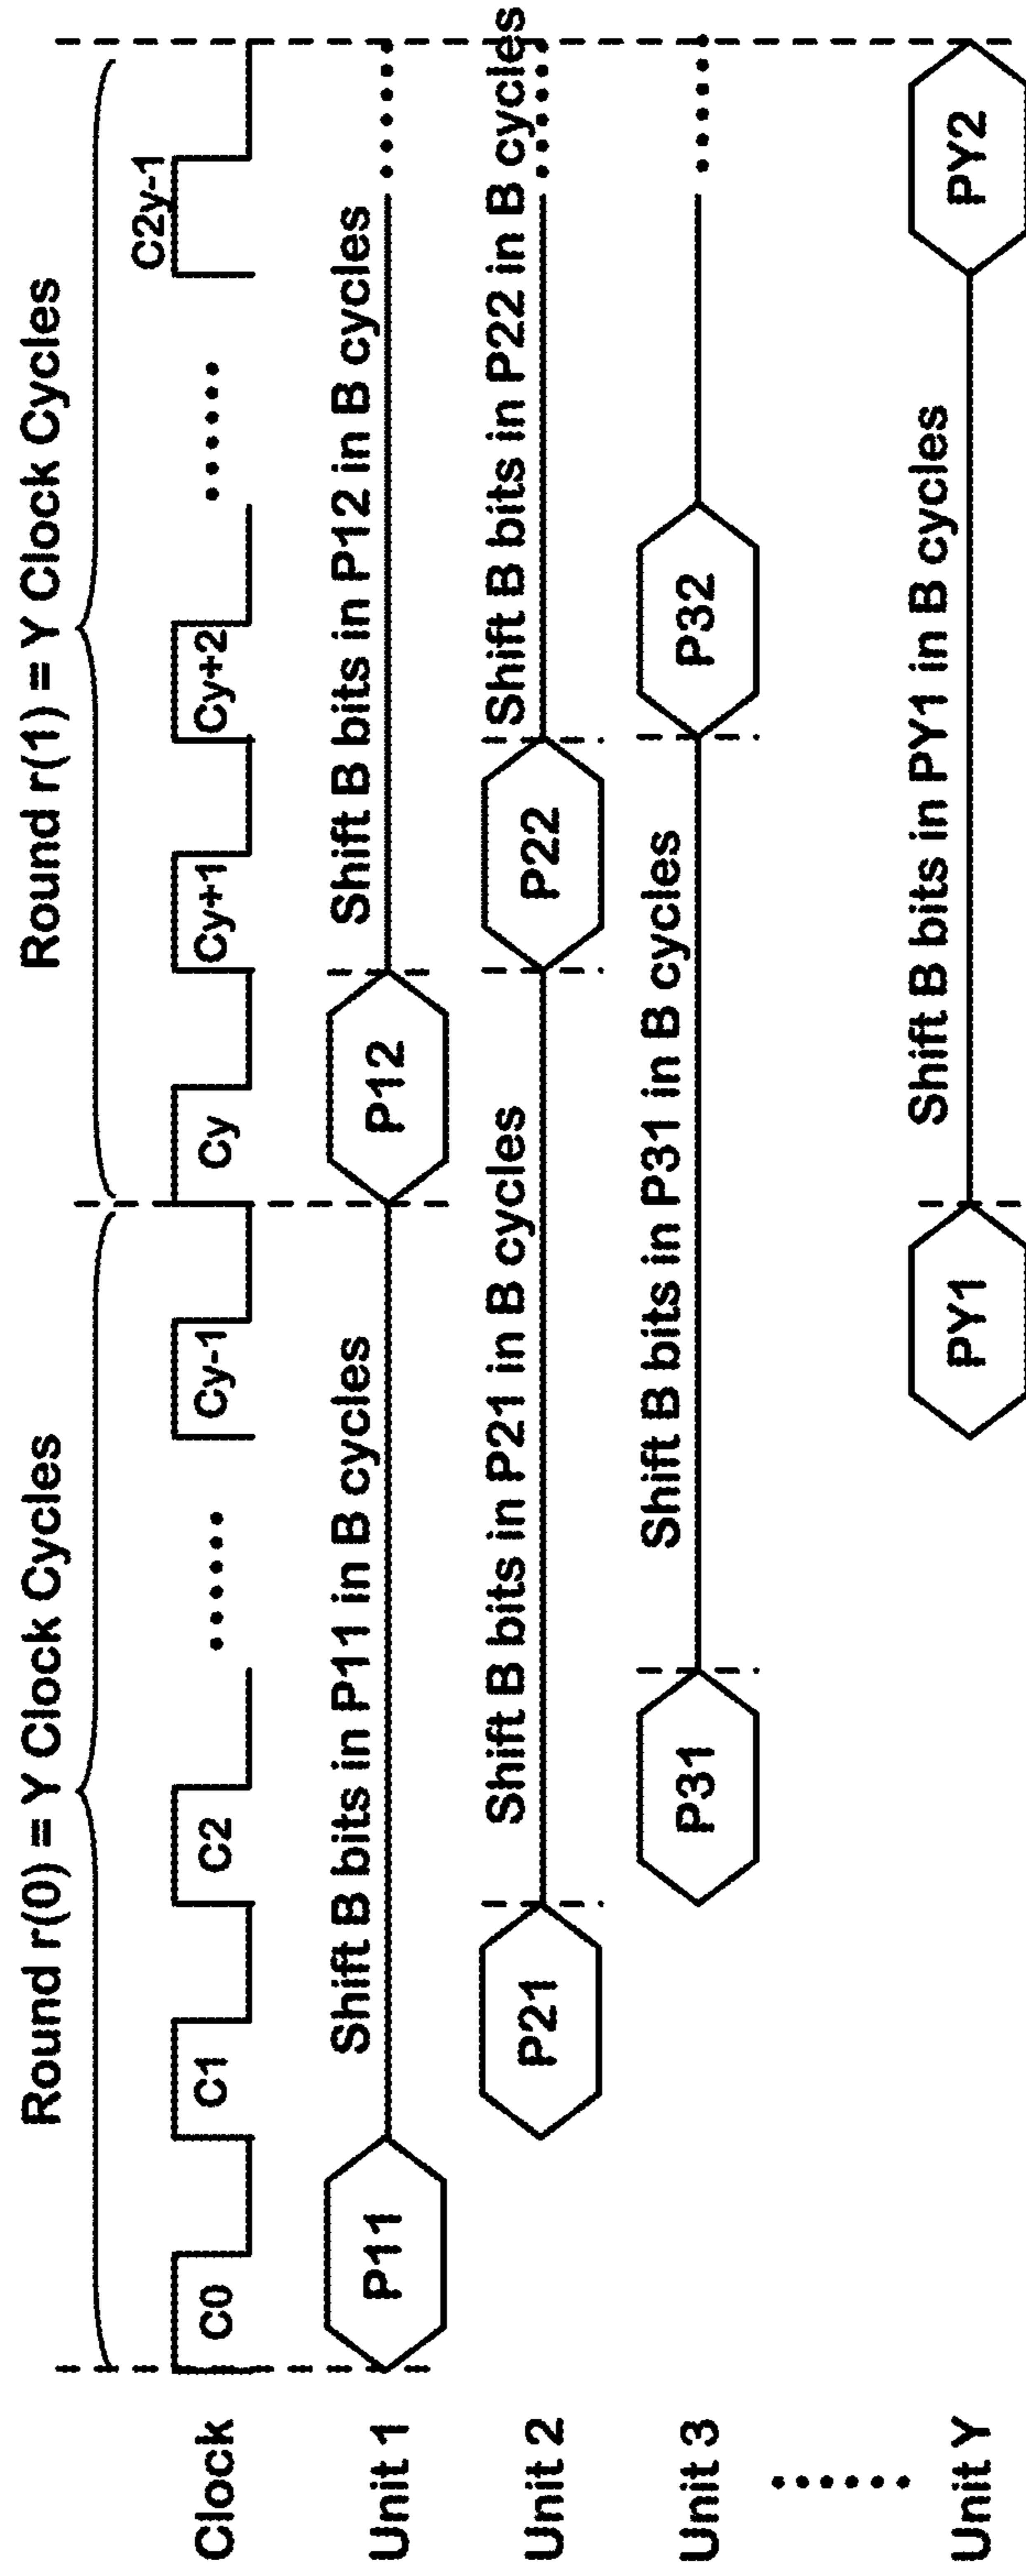 Round r(0) = Y Clock Cycles
Round r(1) = Y Clock Cycles
Clock
C0
C1
C2
......
Cy-1
Cy
Cy+1
Cy+2
......
C2y-1
Unit 1
P11
Shift B bits in P11 in B cycles
P12
Shift B bits in P12 in B cycles
......
Unit 2
P21
Shift B bits in P21 in B cycles
P22
Shift B bits in P22 in B cycles
......
Unit 3
P31
Shift B bits in P31 in B cycles
P32
......
......
Unit Y
PY1
Shift B bits in PY1 in B cycles
PY2